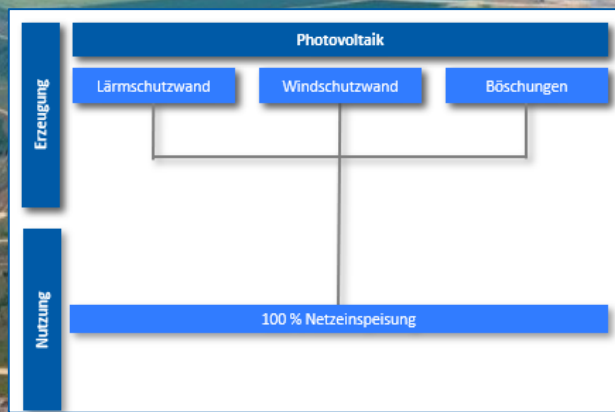 Photovoltaik
Erzeugung
Lärmschutzwand
Windschutzwand
Böschungen
Nutzung
100 % Netzeinspeisung